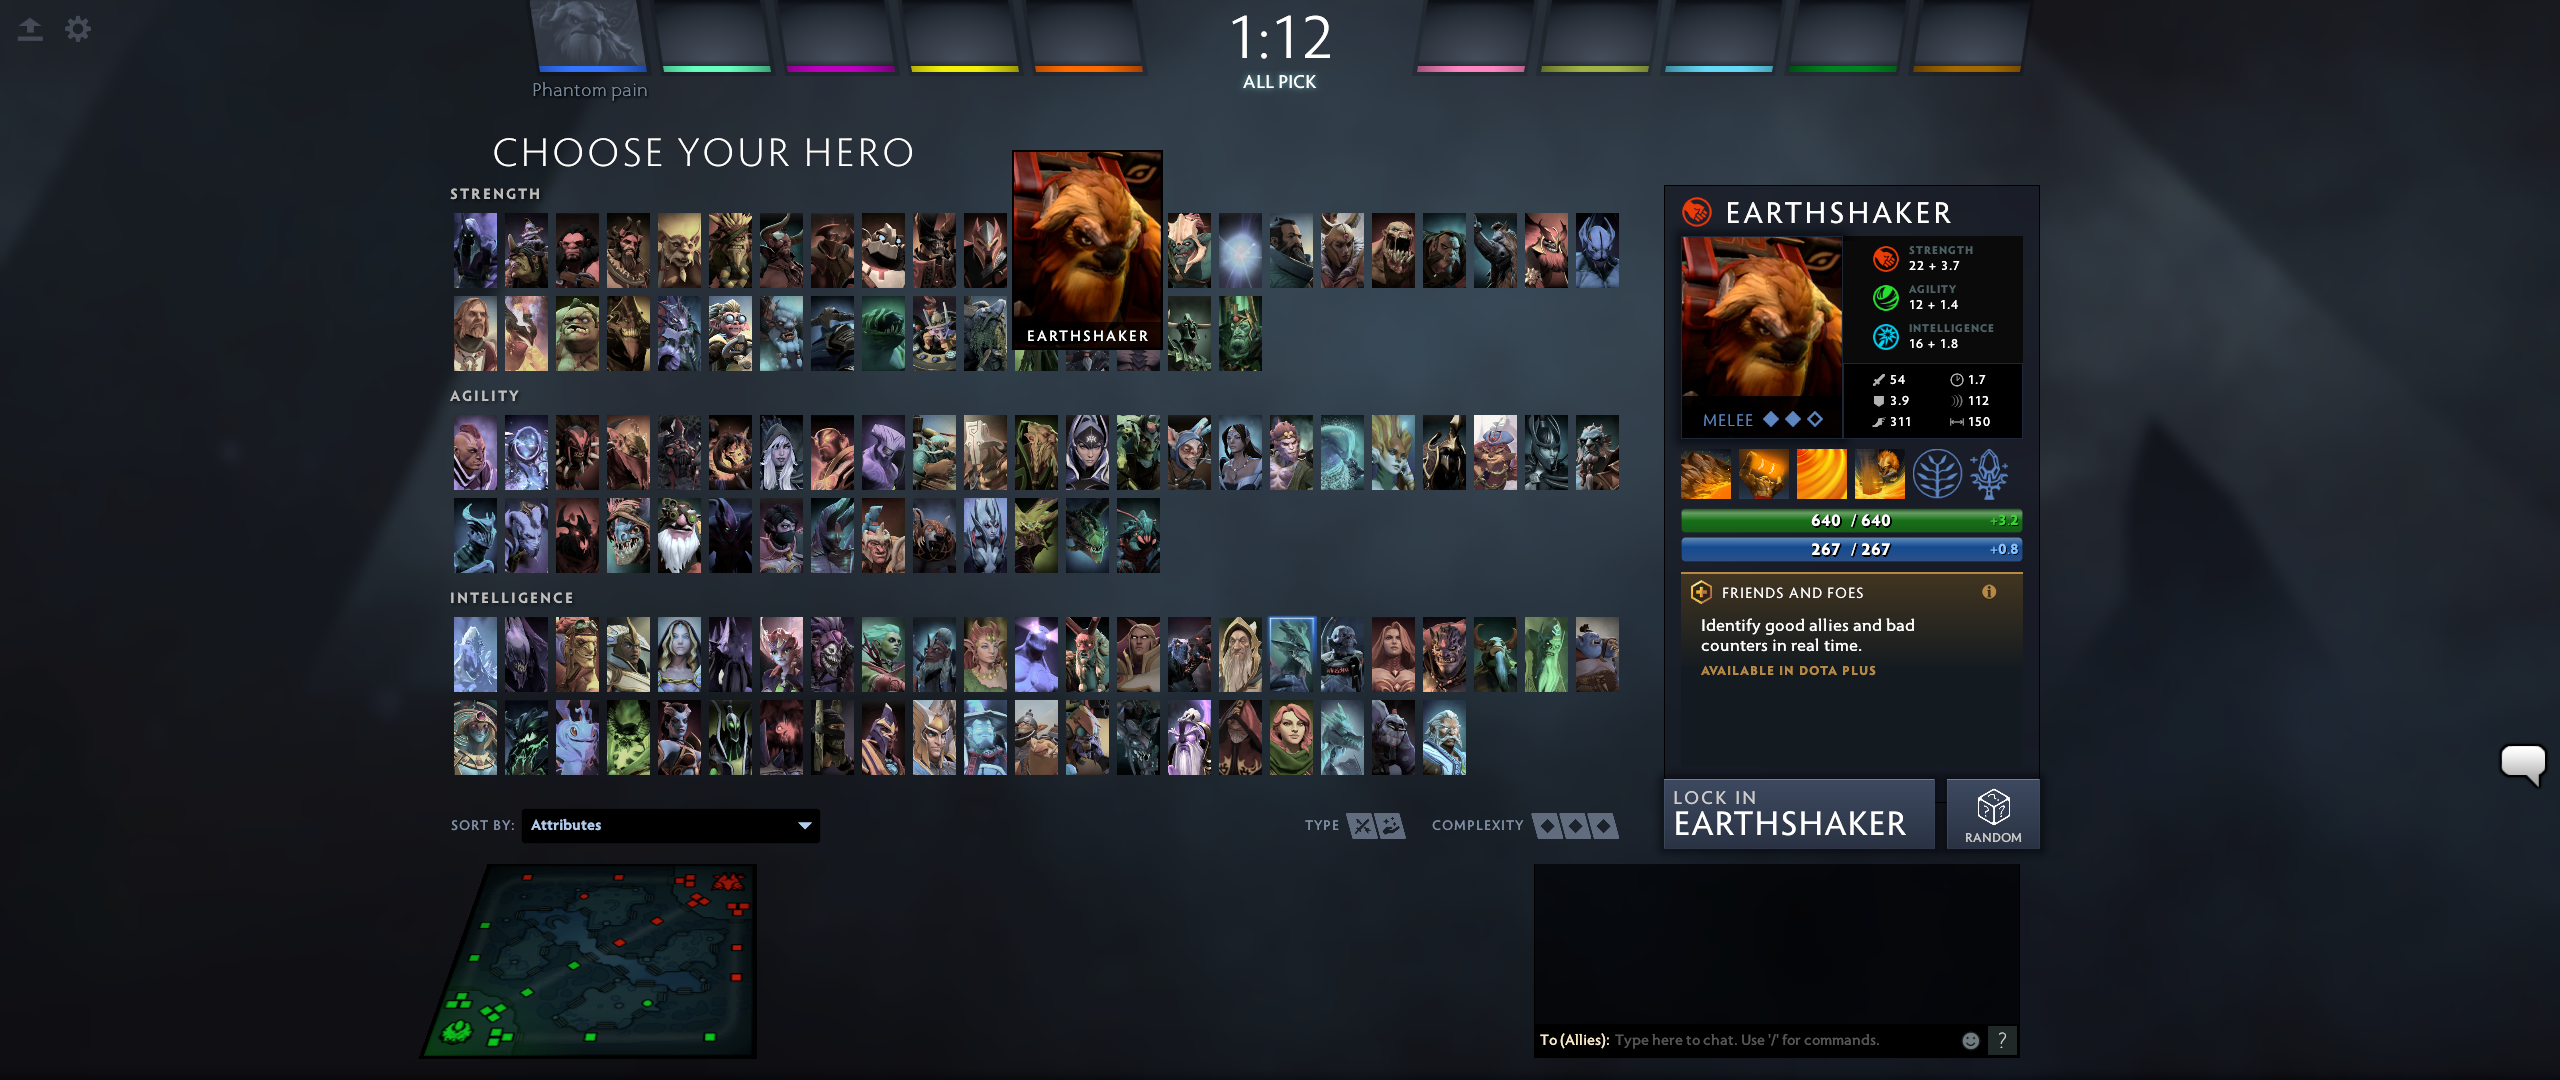 1:12
ALL PICK
Phantom pain
CHOOSE YOUR HERO
STRENGTH
EARTHSHAKER
AGILITY
INTELLIGENCE
SORT BY: Attributes
TYPE
COMPLEXITY
EARTHSHAKER
STRENGTH
22 + 3.7
AGILITY
12 + 1.4
INTELLIGENCE
16 + 1.8
MELEE
54 1.7
3.9 112
311 150
640 / 640 +3.2
267 / 267 +0.8
FRIENDS AND FOES
Identify good allies and bad
counters in real time.
AVAILABLE IN DOTA PLUS
LOCK IN
EARTHSHAKER
RANDOM
To (Allies): Type here to chat. Use '/' for commands. ?